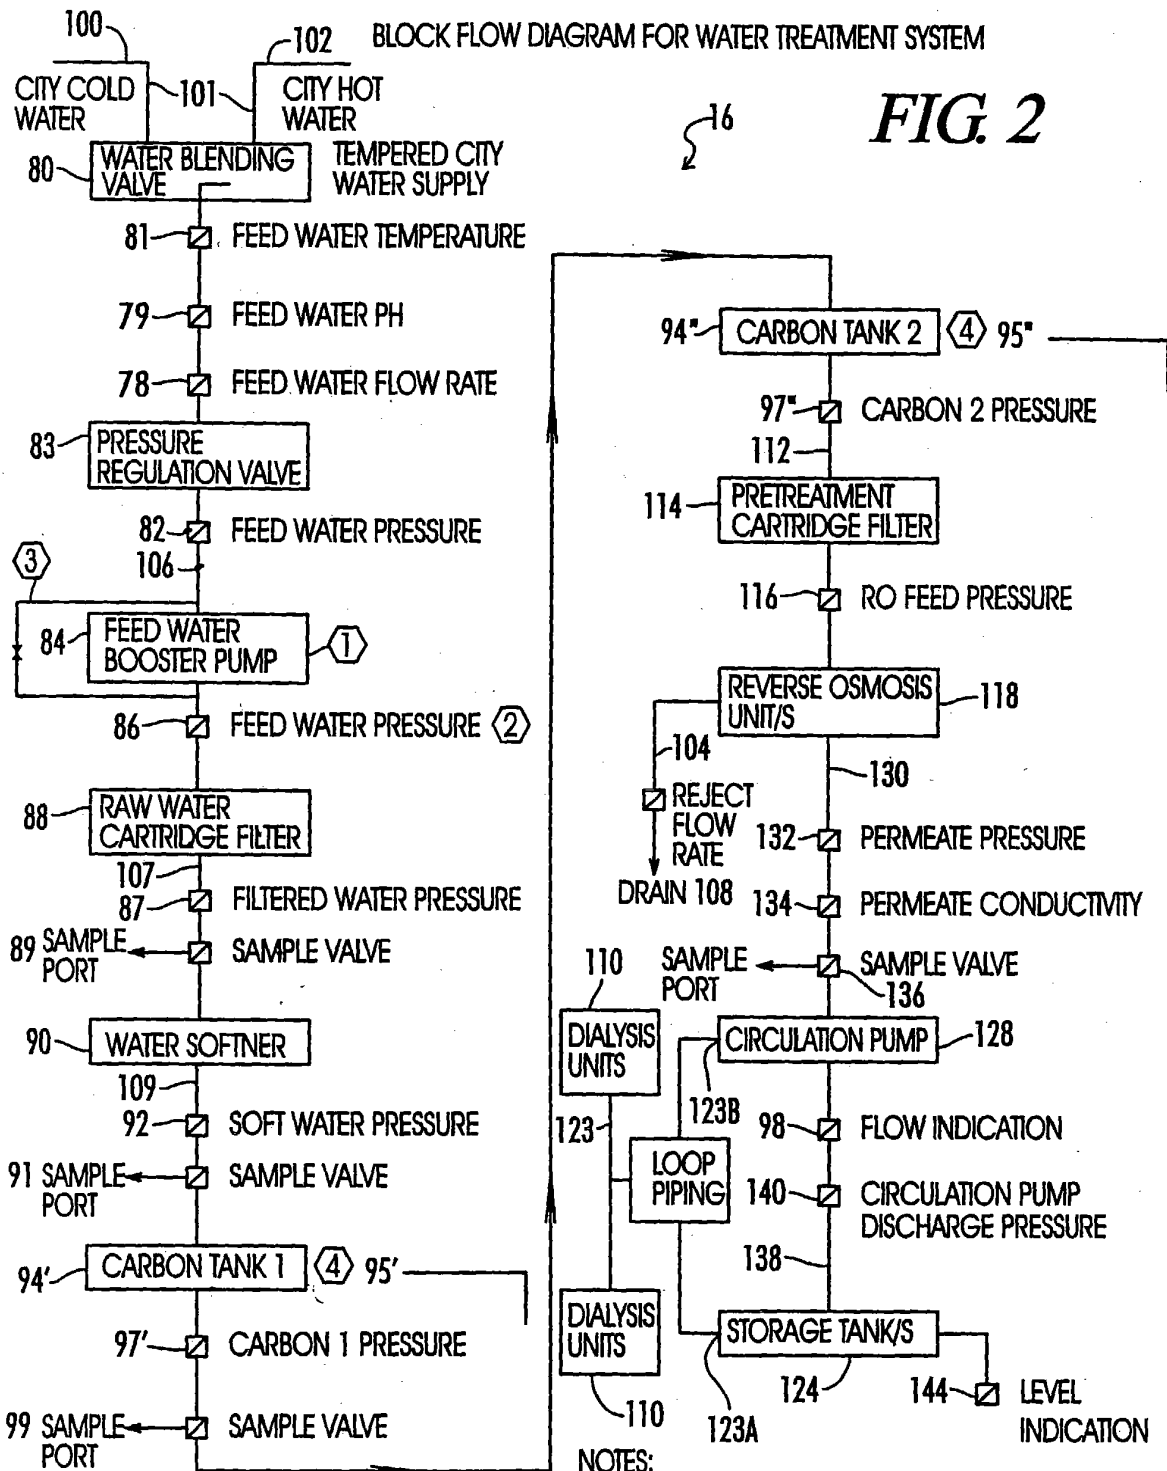 BLOCK FLOW DIAGRAM FOR WATER TREATMENT SYSTEM
FIG. 2
16
100
102
CITY COLD
WATER
101
CITY HOT
WATER
80
WATER BLENDING
VALVE
TEMPERED CITY
WATER SUPPLY
81
FEED WATER TEMPERATURE
79
FEED WATER PH
78
FEED WATER FLOW RATE
83
PRESSURE
REGULATION VALVE
82
FEED WATER PRESSURE
106
3
84
FEED WATER
BOOSTER PUMP
1
86
FEED WATER PRESSURE
2
88
RAW WATER
CARTRIDGE FILTER
107
87
FILTERED WATER PRESSURE
89
SAMPLE
PORT
SAMPLE VALVE
90
WATER SOFTNER
109
92
SOFT WATER PRESSURE
91
SAMPLE
PORT
SAMPLE VALVE
94'
CARBON TANK 1
4
95'
97'
CARBON 1 PRESSURE
99
SAMPLE
PORT
SAMPLE VALVE
94"
CARBON TANK 2
4
95"
97"
CARBON 2 PRESSURE
112
114
PRETREATMENT
CARTRIDGE FILTER
116
RO FEED PRESSURE
REVERSE OSMOSIS
UNIT/S
118
104
130
REJECT
FLOW
RATE
DRAIN 108
132
PERMEATE PRESSURE
134
PERMEATE CONDUCTIVITY
SAMPLE
PORT
SAMPLE VALVE
136
110
DIALYSIS
UNITS
CIRCULATION PUMP
128
123B
123
98
FLOW INDICATION
LOOP
PIPING
140
CIRCULATION PUMP
DISCHARGE PRESSURE
138
DIALYSIS
UNITS
110
STORAGE TANK/S
123A
124
144
LEVEL
INDICATION
NOTES: